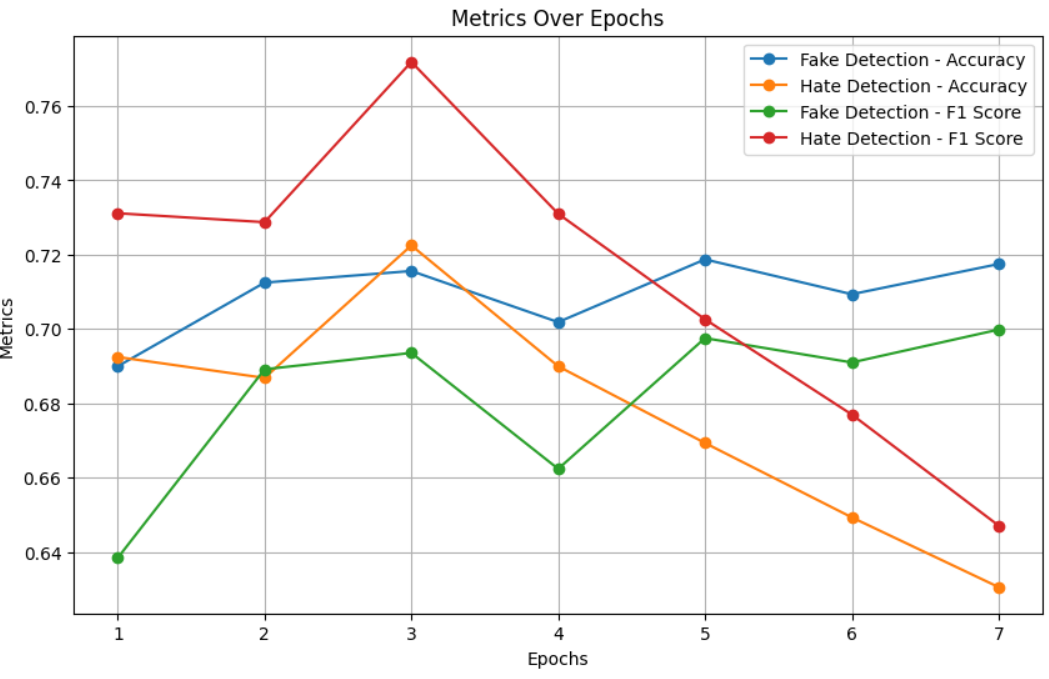 Metrics Over Epochs
Fake Detection - Accuracy
Hate Detection - Accuracy
Fake Detection - F1 Score
Hate Detection - F1 Score
0.76
0.74
0.72
0.70
0.68
0.66
0.64
Metrics
1 2 3 4 5 6 7
Epochs